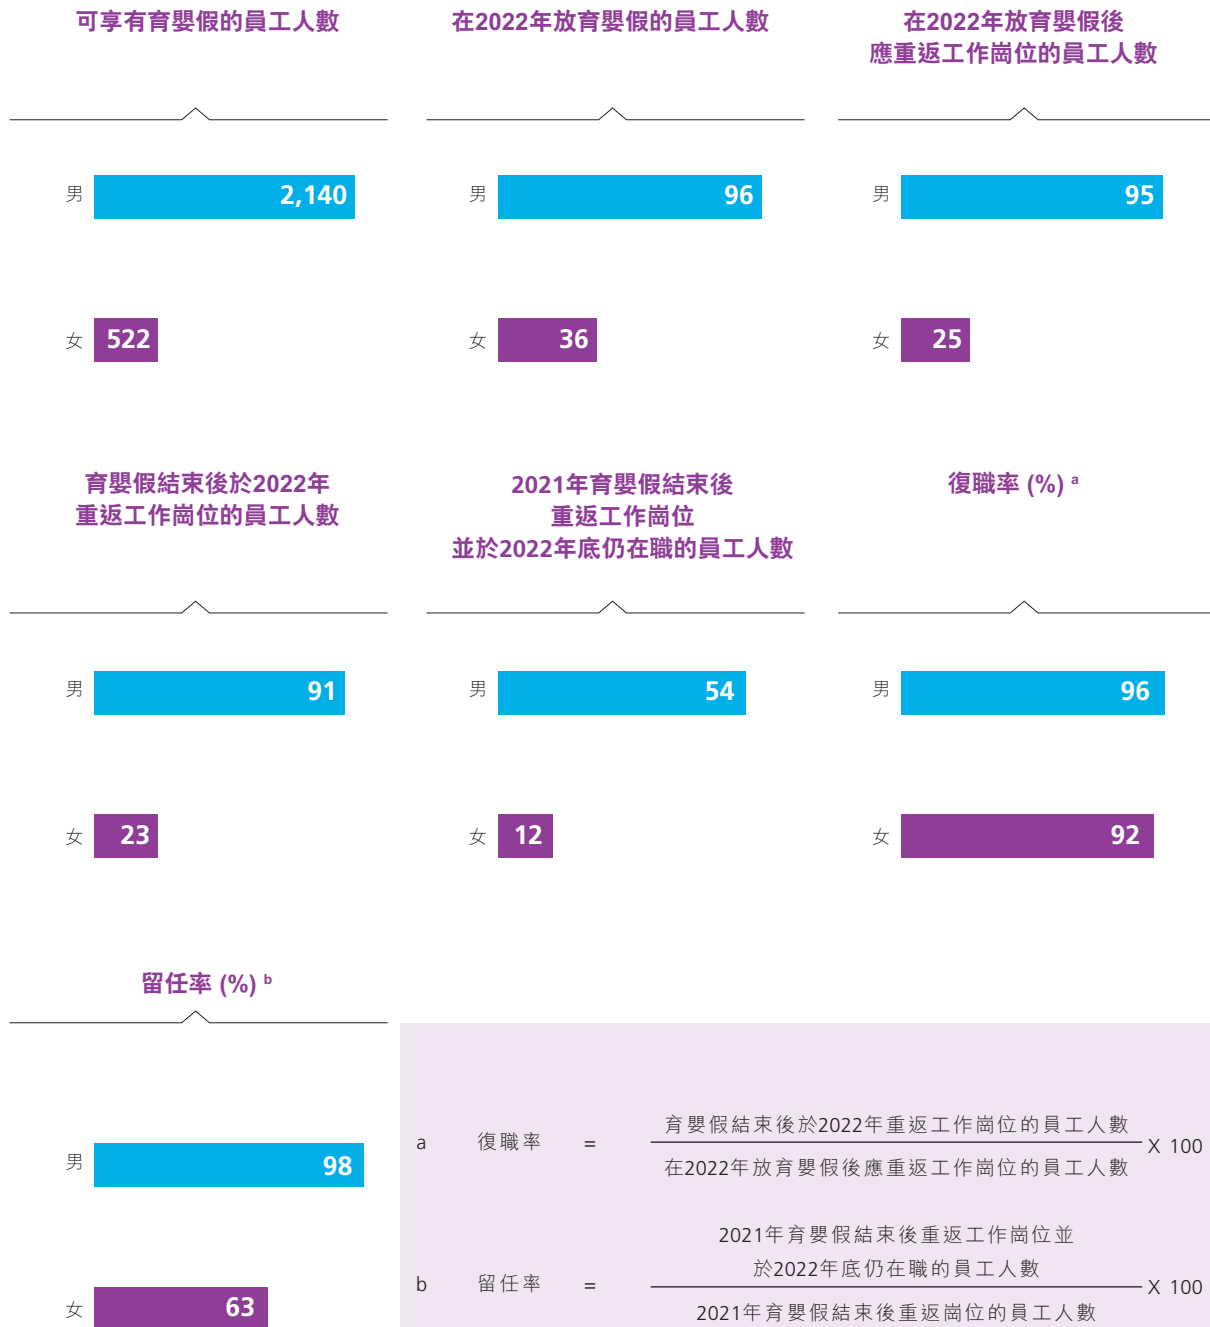 可享有育嬰假的員工人數
男 2,140
女 522
在2022年放育嬰假的員工人數
男 96
女 36
在2022年放育嬰假後
應重返工作崗位的員工人數
男 95
女 25
育嬰假結束後於2022年
重返工作崗位的員工人數
男 91
女 23
2021年育嬰假結束後
重返工作崗位
並於2022年底仍在職的員工人數
男 54
女 12
復職率 (%) a
男 96
女 92
留任率 (%) b
男 98
女 63
a 復職率 =
育嬰假結束後於2022年重返工作崗位的員工人數
在2022年放育嬰假後應重返工作崗位的員工人數
X 100
b 留任率 =
2021年育嬰假結束後重返工作崗位並
於2022年底仍在職的員工人數
2021年育嬰假結束後重返崗位的員工人數
X 100